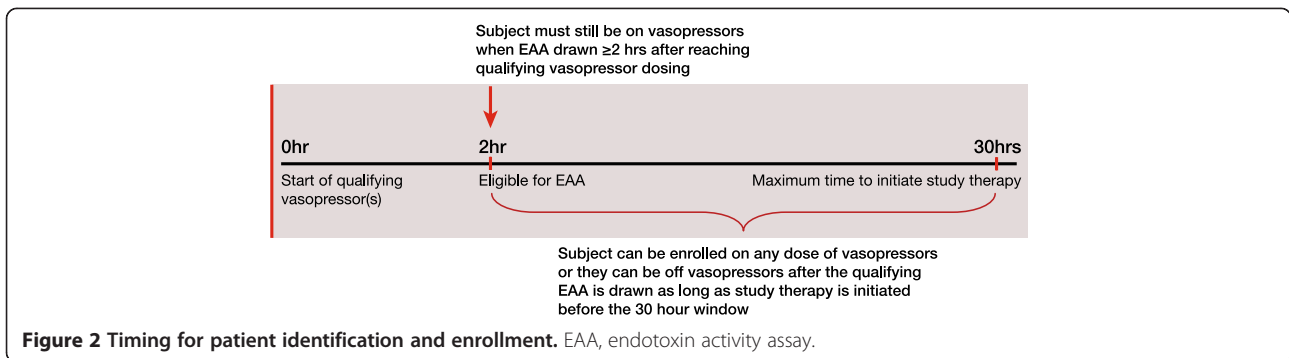 Subject must still be on vasopressors
when EAA drawn ≥2 hrs after reaching
qualifying vasopressor dosing
0hr
2hr
30hrs
Start of qualifying
vasopressor(s)
Eligible for EAA
Maximum time to initiate study therapy
Subject can be enrolled on any dose of vasopressors
or they can be off vasopressors after the qualifying
EAA is drawn as long as study therapy is initiated
before the 30 hour window
Figure 2 Timing for patient identification and enrollment. EAA, endotoxin activity assay.